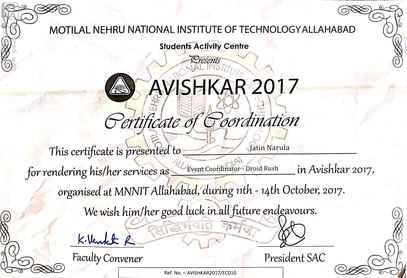 MOTILAL NEHRU NATIONAL INSTITUTE OF TECHNOLOGY ALLAHABAD
Students Activity Centre
Presents
AVISHKAR 2017
Certificate of Coordination
This certificate is presented to Jatin Narula
for rendering his/her services as Event Coordinator - Droid Rush in Avishkar 2017,
organised at MNNIT Allahabad, during 11th - 14th October, 2017.
We wish him/her good luck in all future endeavours.
सिद्धिर्भवति कर्मजा
K. Venkat R
Faculty Convener President SAC
Ref. No. – AVISHKAR2017/EC010